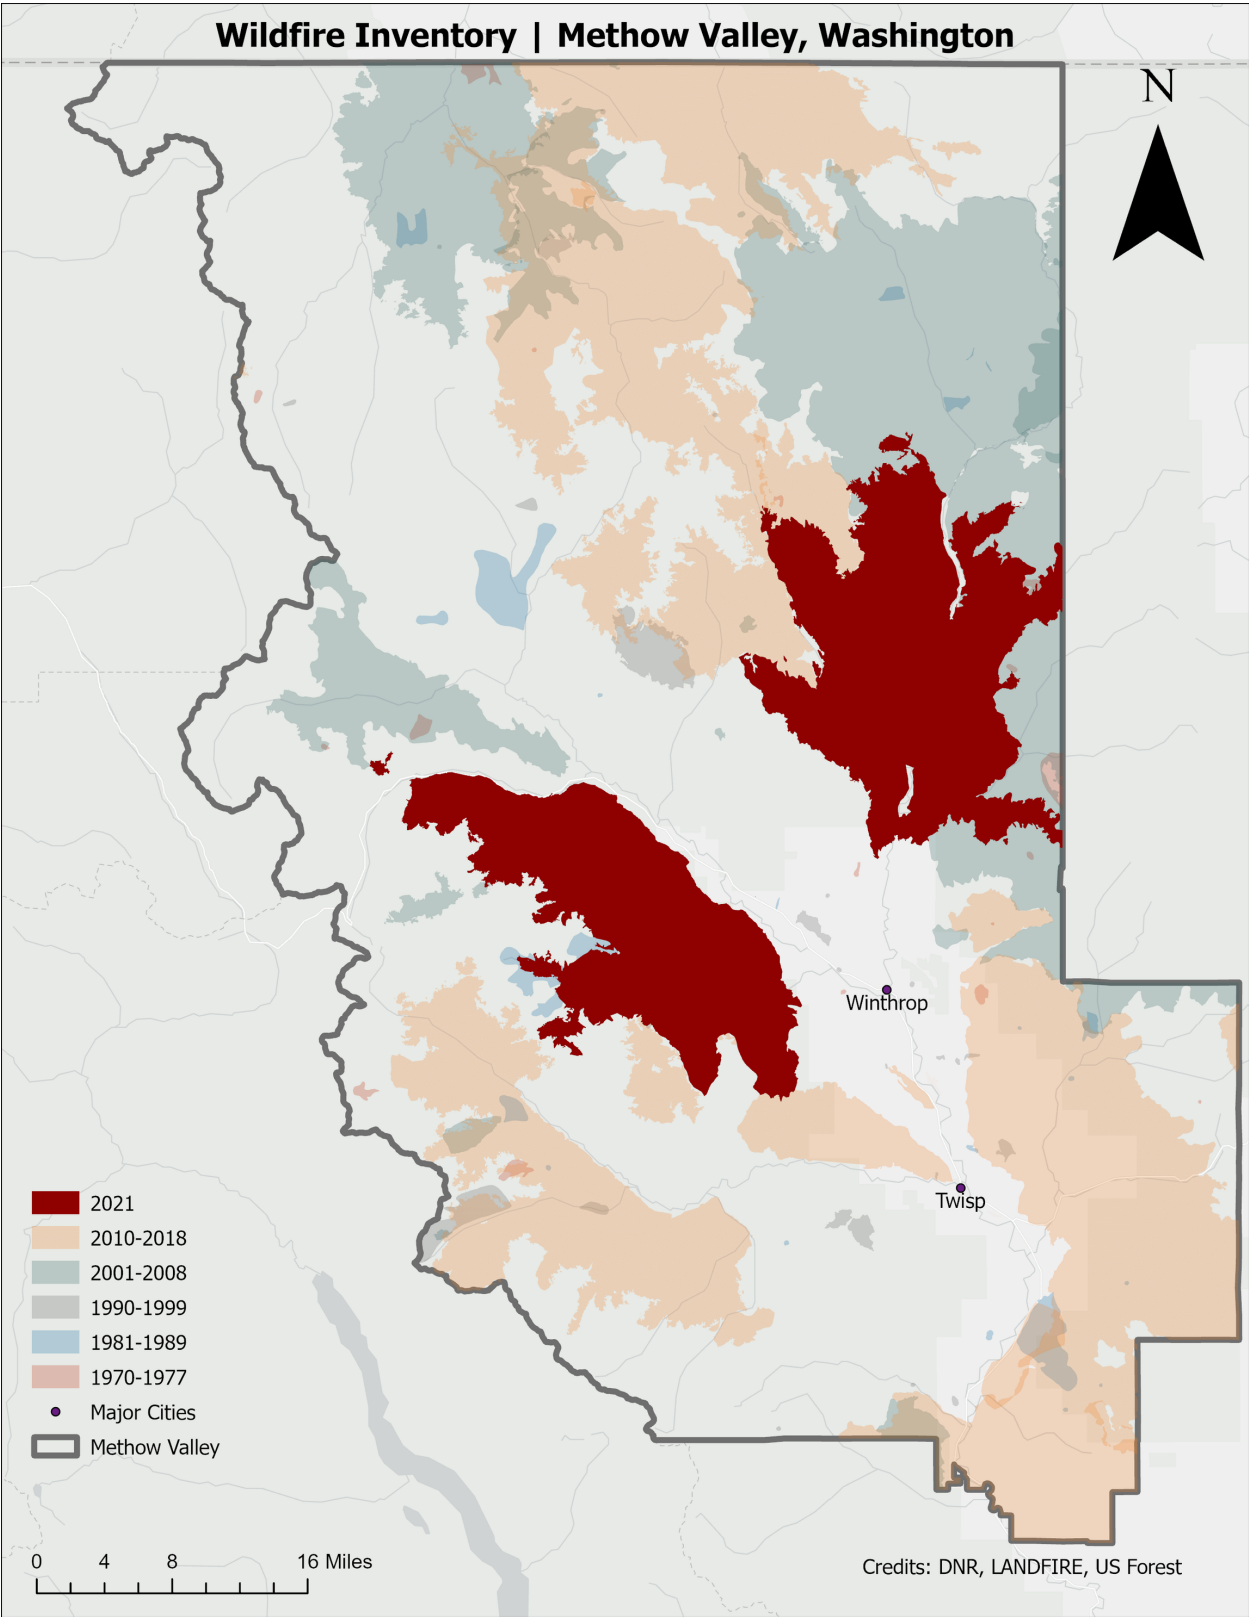 Wildfire Inventory | Methow Valley, Washington
N
Winthrop
Twisp
2021
2010-2018
2001-2008
1990-1999
1981-1989
1970-1977
Major Cities
Methow Valley
0 4 8 16 Miles
Credits: DNR, LANDFIRE, US Forest